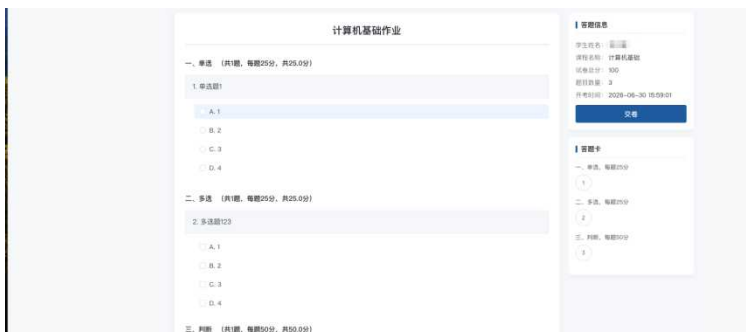 计算机基础作业
一、单选 （共1题，每题25分，共25.0分）
1. 单选题1
A. 1
B. 2
C. 3
D. 4
二、多选 （共1题，每题25分，共25.0分）
2. 多选题123
A. 1
B. 2
C. 3
D. 4
三、判断 （共1题，每题50分，共50.0分）
答题信息
学生姓名：
课程名称： 计算机基础
试卷总分： 100
题目数量： 3
开考时间： 2026-06-30 15:59:01
交卷
答题卡
一、单选，每题25分
1
二、多选，每题25分
2
三、判断，每题50分
3